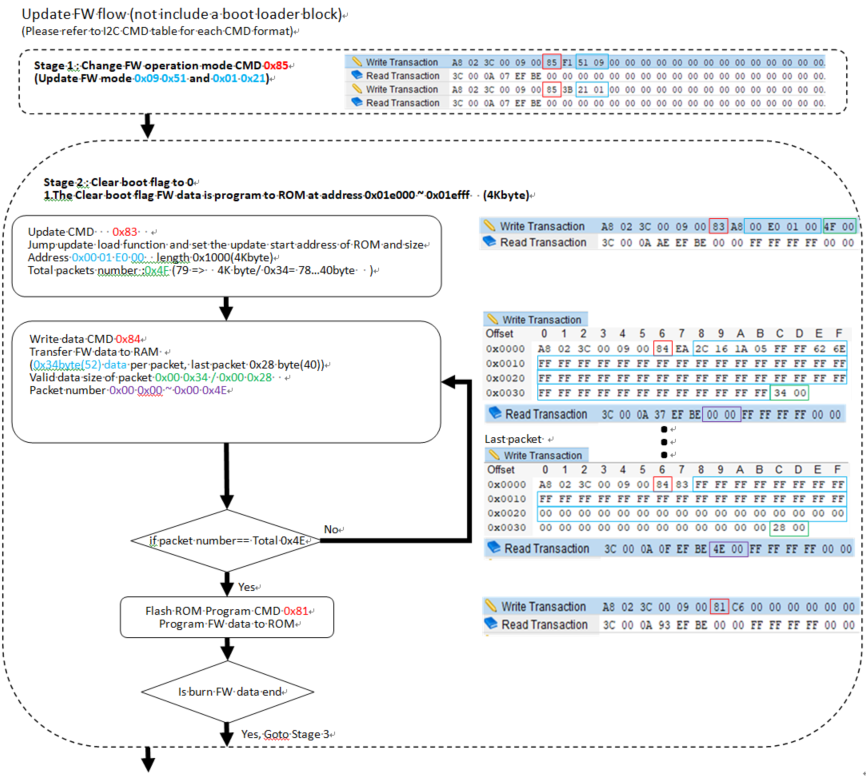 Update FW flow (not include a boot loader block)
(Please refer to I2C CMD table for each CMD format)
Stage 1 : Change FW operation mode CMD 0x85
(Update FW mode 0x09 0x51 and 0x01 0x21)
Write Transaction A8 02 3C 00 09 00 85 F1 51 09 00 00 00 00 00 00 00 00 00 00 00 00 00 00
Read Transaction 3C 00 0A 07 EF BE 00 00 00 00 00 00 00 00 00 00 00 00 00 00 00 00 00 00
Write Transaction A8 02 3C 00 09 00 85 3B 21 01 00 00 00 00 00 00 00 00 00 00 00 00 00 00
Read Transaction 3C 00 0A 07 EF BE 00 00 00 00 00 00 00 00 00 00 00 00 00 00 00 00 00 00
Stage 2 : Clear boot flag to 0
1.The Clear boot flag FW data is program to ROM at address 0x01e000 ~ 0x01efff (4Kbyte)
Update CMD 0x83
Jump update load function and set the update start address of ROM and size
Address 0x00 01 E0 00 length 0x1000(4Kbyte)
Total packets number :0x4F (79 => 4K byte/ 0x34= 78...40byte )
Write Transaction A8 02 3C 00 09 00 83 A8 00 E0 01 00 4F 00
Read Transaction 3C 00 0A AE EF BE 00 00 FF FF FF FF 00 00
Write data CMD 0x84
Transfer FW data to RAM
(0x34byte(52) data per packet, last packet 0x28 byte(40))
Valid data size of packet 0x00 0x34 / 0x00 0x28
Packet number 0x00 0x00 ~ 0x00 0x4E
Write Transaction
Offset 0 1 2 3 4 5 6 7 8 9 A B C D E F
0x0000 A8 02 3C 00 09 00 84 EA 2C 16 1A 05 FF FF 62 6E
0x0010 FF FF FF FF FF FF FF FF FF FF FF FF FF FF FF FF
0x0020 FF FF FF FF FF FF FF FF FF FF FF FF FF FF FF FF
0x0030 FF FF FF FF FF FF FF FF FF FF FF FF 34 00
Read Transaction 3C 00 0A 37 EF BE 00 00 FF FF FF FF 00 00
Last packet
Write Transaction
Offset 0 1 2 3 4 5 6 7 8 9 A B C D E F
0x0000 A8 02 3C 00 09 00 84 83 FF FF FF FF FF FF FF FF
0x0010 FF FF FF FF FF FF FF FF FF FF FF FF FF FF FF FF
0x0020 00 00 00 00 00 00 00 00 00 00 00 00 00 00 00 00
0x0030 00 00 00 00 00 00 00 00 00 00 00 00 28 00
Read Transaction 3C 00 0A 0F EF BE 4E 00 FF FF FF FF 00 00
if packet number== Total 0x4E
No
Yes
Flash ROM Program CMD 0x81
Program FW data to ROM
Write Transaction A8 02 3C 00 09 00 81 C6 00 00 00 00 00 00
Read Transaction 3C 00 0A 93 EF BE 00 00 FF FF FF FF 00 00
Is burn FW data end
Yes, Goto Stage 3